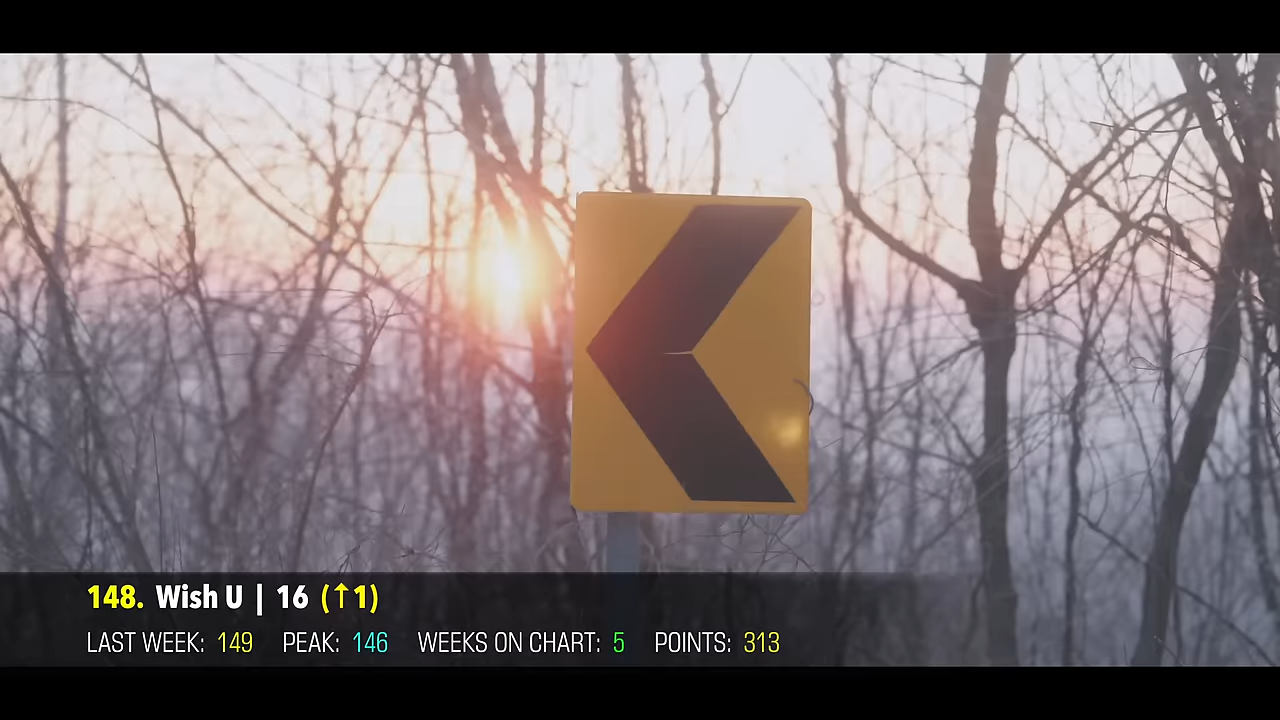 148. Wish U | 16 (↑1)
LAST WEEK: 149 PEAK: 146 WEEKS ON CHART: 5 POINTS: 313